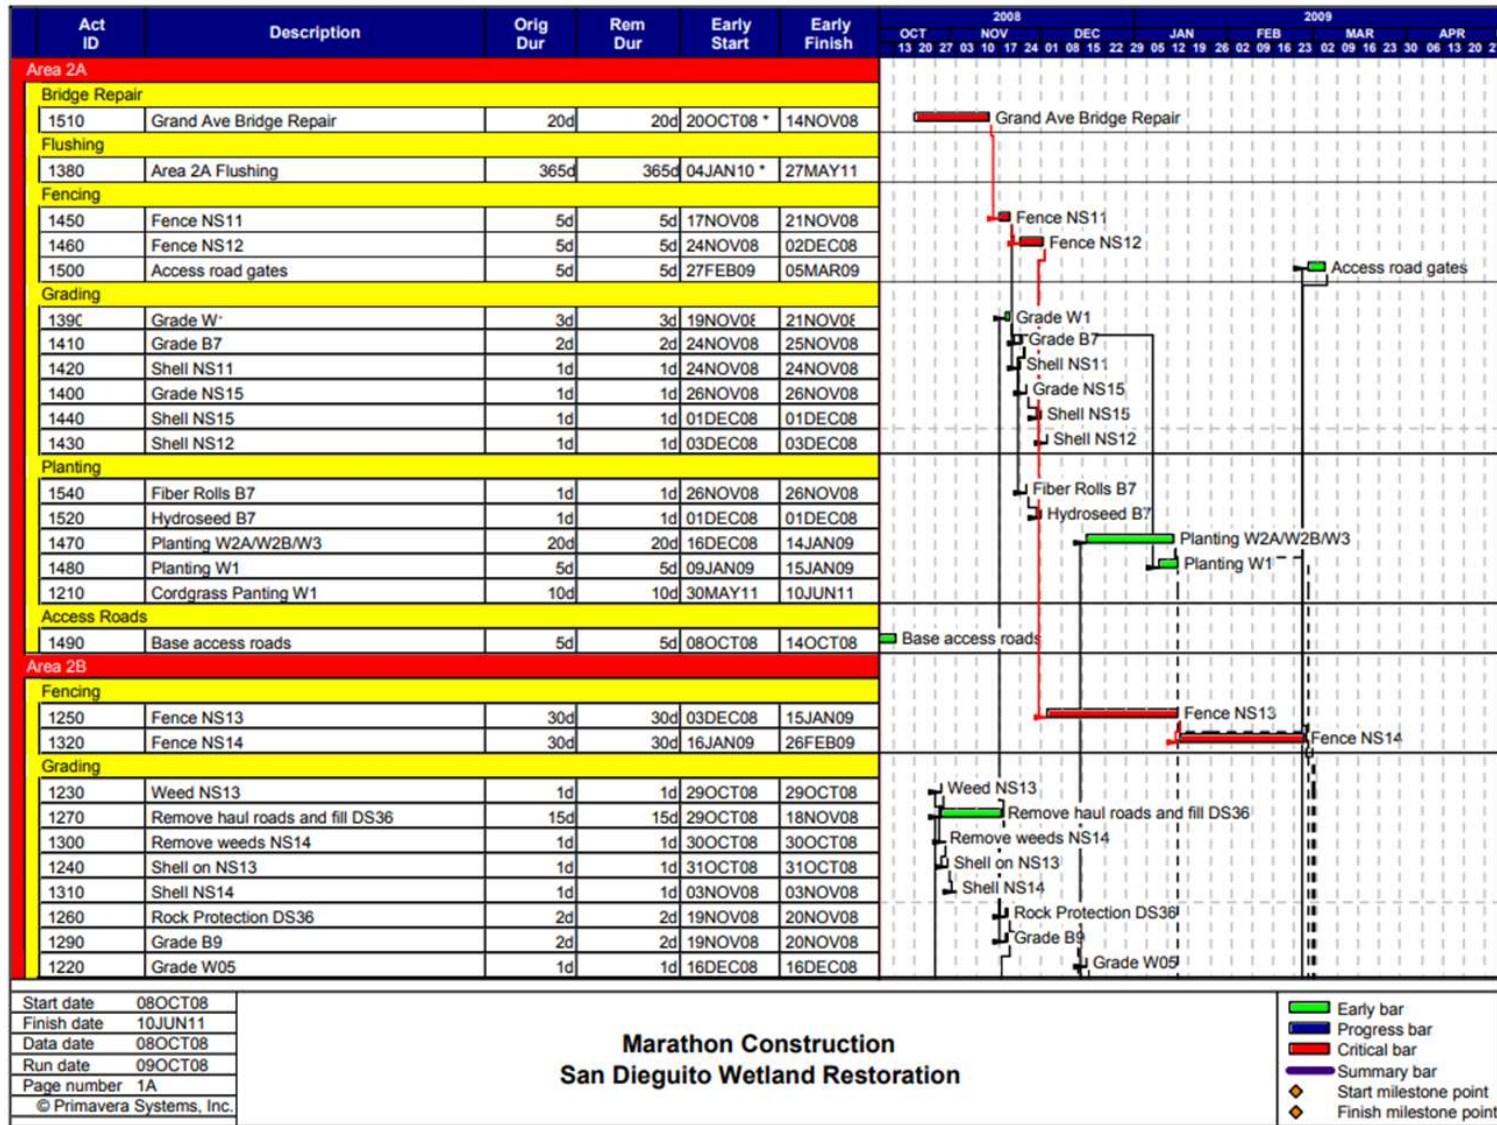 Act ID Description Orig Dur Rem Dur Early Start Early Finish
2008 2009
OCT NOV DEC JAN FEB MAR APR
13 20 27 03 10 17 24 01 08 15 22 29 05 12 19 26 02 09 16 23 02 09 16 23 30 06 13 20
Area 2A
Bridge Repair
1510 Grand Ave Bridge Repair 20d 20d 20OCT08 * 14NOV08 Grand Ave Bridge Repair
Flushing
1380 Area 2A Flushing 365d 365d 04JAN10 * 27MAY11
Fencing
1450 Fence NS11 5d 5d 17NOV08 21NOV08 Fence NS11
1460 Fence NS12 5d 5d 24NOV08 02DEC08 Fence NS12
1500 Access road gates 5d 5d 27FEB09 05MAR09 Access road gates
Grading
1390 Grade W 3d 3d 19NOV08 21NOV08 Grade W1
1410 Grade B7 2d 2d 24NOV08 25NOV08 Grade B7
1420 Shell NS11 1d 1d 24NOV08 24NOV08 Shell NS11
1400 Grade NS15 1d 1d 26NOV08 26NOV08 Grade NS15
1440 Shell NS15 1d 1d 01DEC08 01DEC08 Shell NS15
1430 Shell NS12 1d 1d 03DEC08 03DEC08 Shell NS12
Planting
1540 Fiber Rolls B7 1d 1d 26NOV08 26NOV08 Fiber Rolls B7
1520 Hydroseed B7 1d 1d 01DEC08 01DEC08 Hydroseed B7
1470 Planting W2A/W2B/W3 20d 20d 16DEC08 14JAN09 Planting W2A/W2B/W3
1480 Planting W1 5d 5d 09JAN09 15JAN09 Planting W1
1210 Cordgrass Panting W1 10d 10d 30MAY11 10JUN11
Access Roads
1490 Base access roads 5d 5d 08OCT08 14OCT08 Base access roads
Area 2B
Fencing
1250 Fence NS13 30d 30d 03DEC08 15JAN09 Fence NS13
1320 Fence NS14 30d 30d 16JAN09 26FEB09 Fence NS14
Grading
1230 Weed NS13 1d 1d 29OCT08 29OCT08 Weed NS13
1270 Remove haul roads and fill DS36 15d 15d 29OCT08 18NOV08 Remove haul roads and fill DS36
1300 Remove weeds NS14 1d 1d 30OCT08 30OCT08 Remove weeds NS14
1240 Shell on NS13 1d 1d 31OCT08 31OCT08 Shell on NS13
1310 Shell NS14 1d 1d 03NOV08 03NOV08 Shell NS14
1260 Rock Protection DS36 2d 2d 19NOV08 20NOV08 Rock Protection DS36
1290 Grade B9 2d 2d 19NOV08 20NOV08 Grade B9
1220 Grade W05 1d 1d 16DEC08 16DEC08 Grade W05
Start date 08OCT08
Finish date 10JUN11
Data date 08OCT08
Run date 09OCT08
Page number 1A
© Primavera Systems, Inc.
Marathon Construction
San Dieguito Wetland Restoration
Early bar
Progress bar
Critical bar
Summary bar
Start milestone point
Finish milestone point